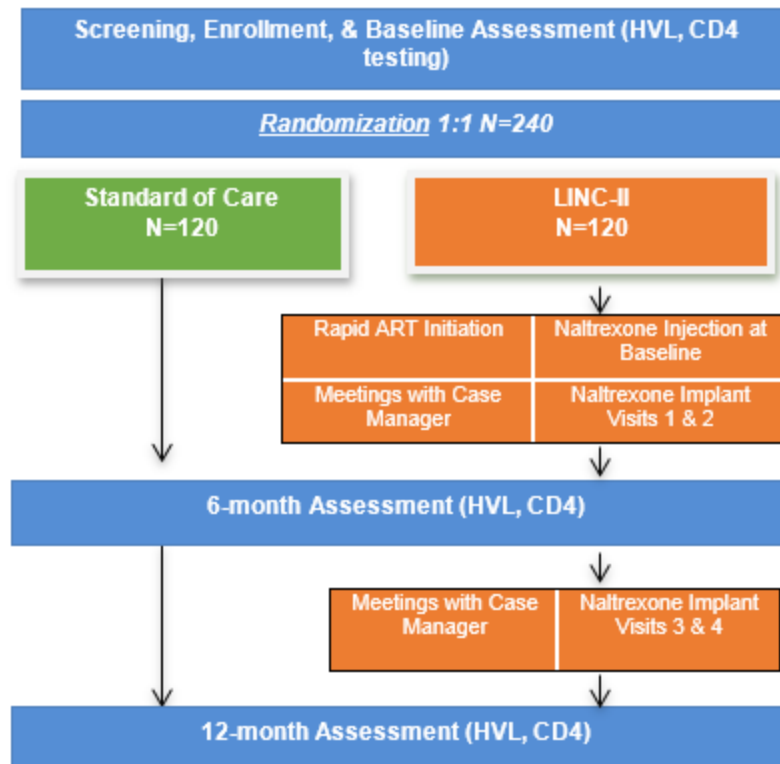 Screening, Enrollment, & Baseline Assessment (HVL, CD4
testing)
Randomization 1:1 N=240
Standard of Care
N=120
LINC-II
N=120
Rapid ART Initiation
Naltrexone Injection at
Baseline
Meetings with Case
Manager
Naltrexone Implant
Visits 1 & 2
6-month Assessment (HVL, CD4)
Meetings with Case
Manager
Naltrexone Implant
Visits 3 & 4
12-month Assessment (HVL, CD4)